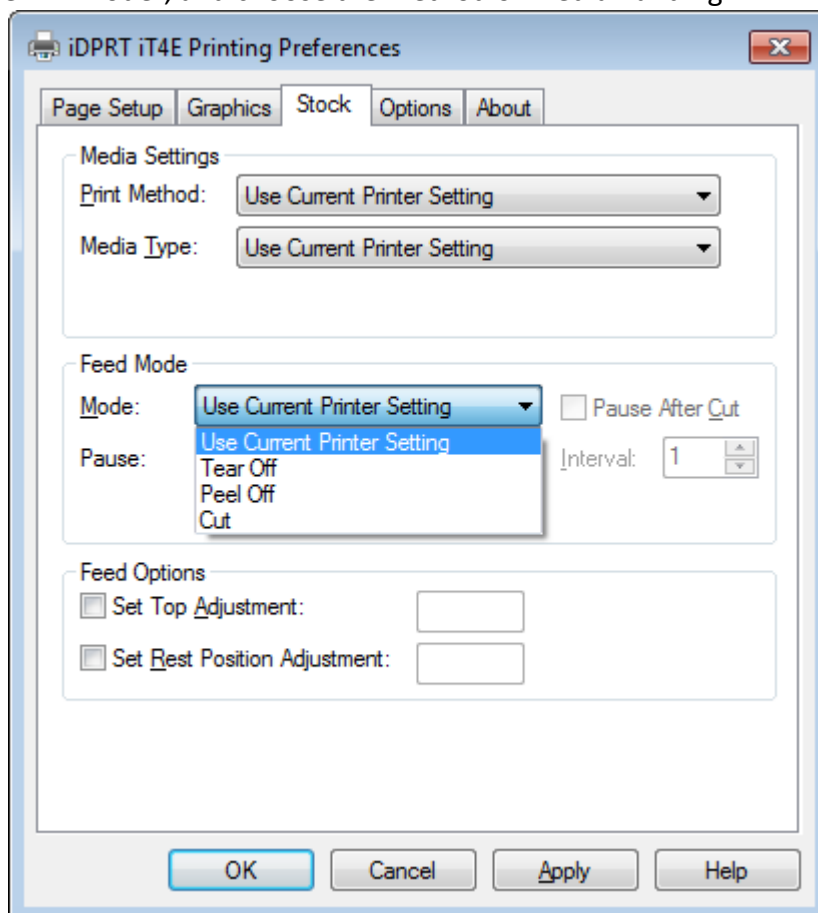 iDPRT iT4E Printing Preferences
Page Setup Graphics Stock Options About
Media Settings
Print Method: Use Current Printer Setting
Media Type: Use Current Printer Setting
Feed Mode
Mode: Use Current Printer Setting Pause After Cut
Use Current Printer Setting
Pause: Interval: 1
Tear Off
Peel Off
Cut
Feed Options
Set Top Adjustment:
Set Rest Position Adjustment:
OK Cancel Apply Help